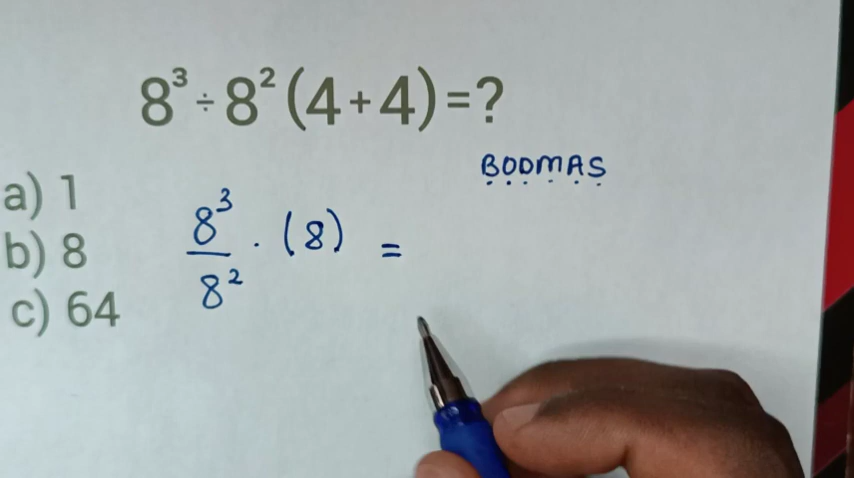 8³ ÷ 8² (4 + 4) = ?
BODMAS
a) 1
b) 8
c) 64
8³/8² · (8) =